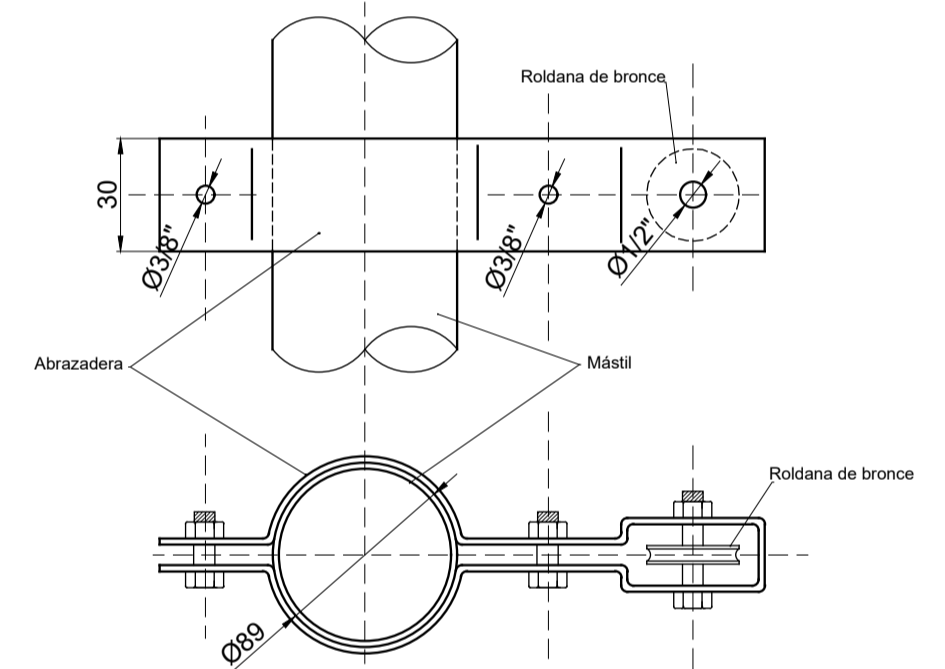 Roldana de bronce
30
Ø3/8"
Ø3/8"
Ø1/2"
Abrazadera
Mástil
Roldana de bronce
Ø89